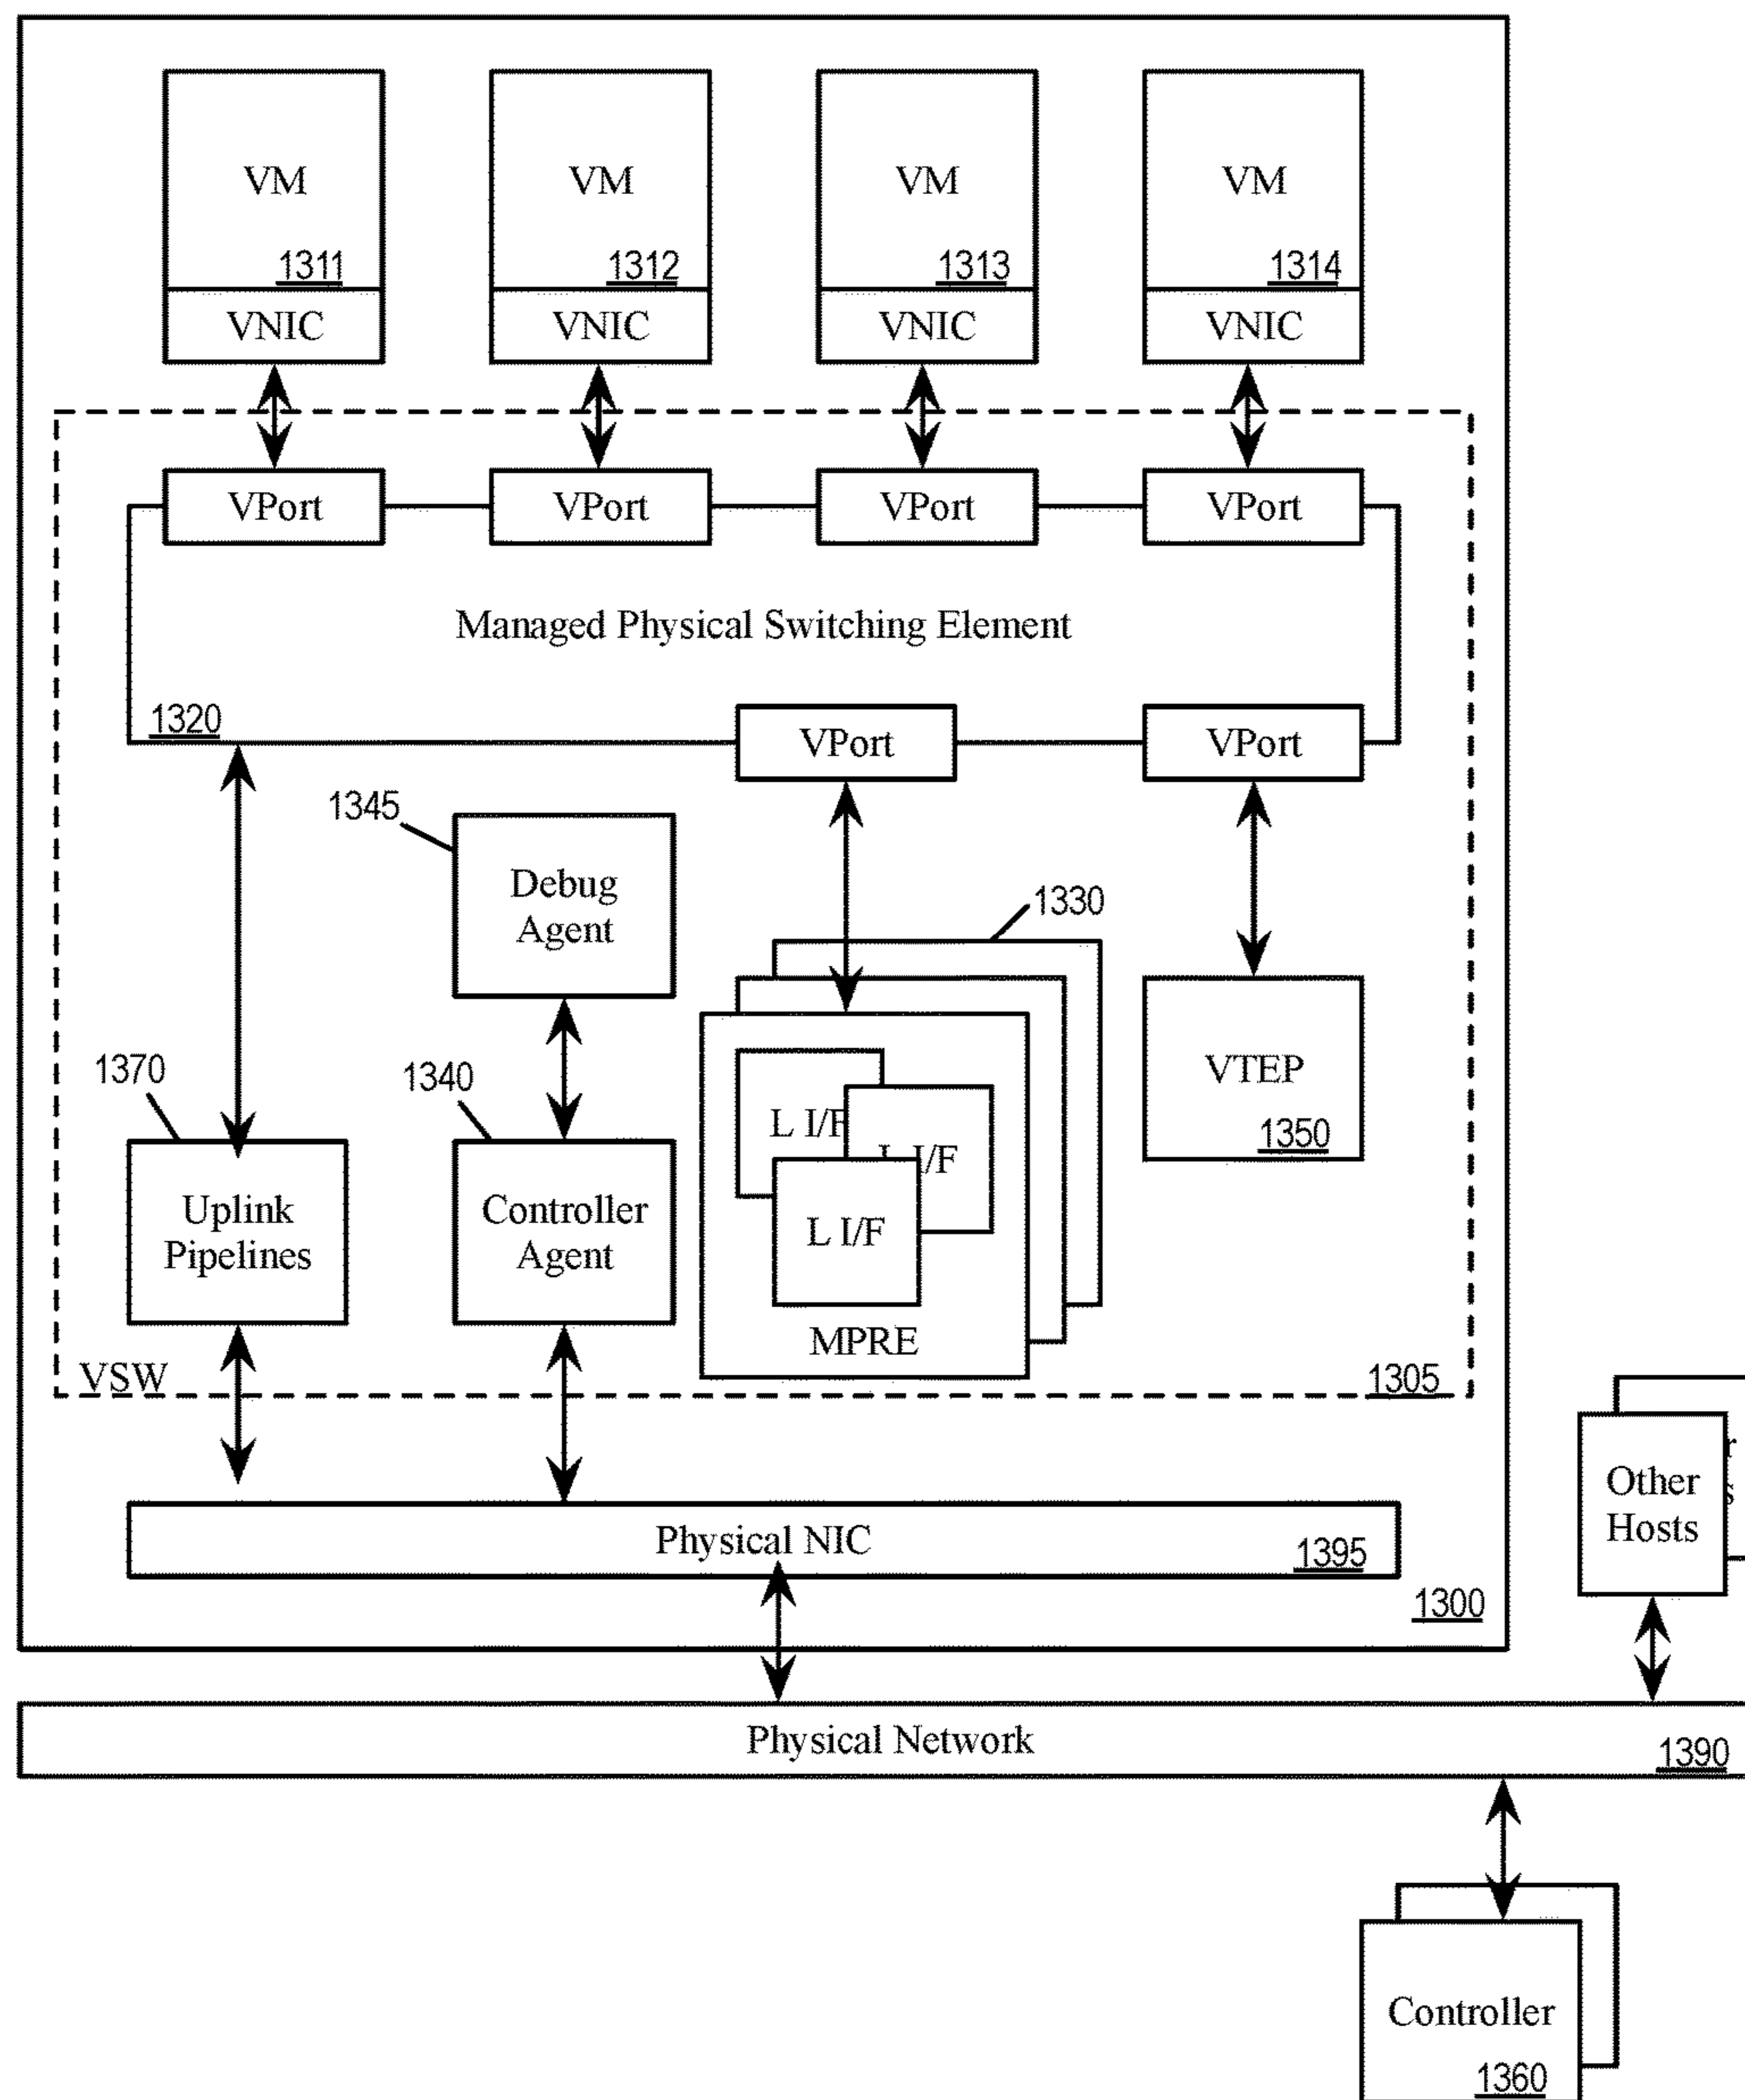 VM
1311
VNIC
VM
1312
VNIC
VM
1313
VNIC
VM
1314
VNIC
VPort
VPort
VPort
VPort
Managed Physical Switching Element
1320
VPort
VPort
1345
Debug
Agent
1330
1370
1340
VTEP
1350
L I/F
I/F
L I/F
Uplink
Pipelines
Controller
Agent
MPRE
VSW
1305
Other
Hosts
r
s
Physical NIC
1395
1300
Physical Network
1390
Controller
1360